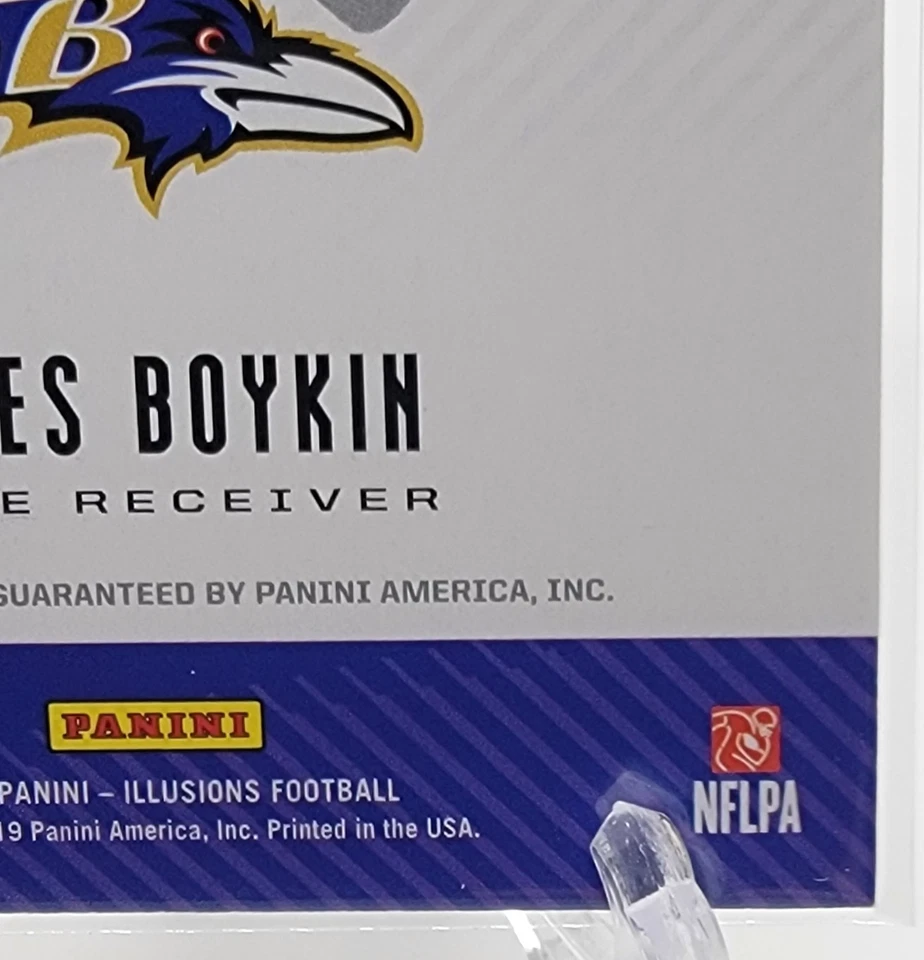 B
ES BOYKIN
E RECEIVER
GUARANTEED BY PANINI AMERICA, INC.
PANINI
PANINI – ILLUSIONS FOOTBALL
19 Panini America, Inc. Printed in the USA.
NFLPA